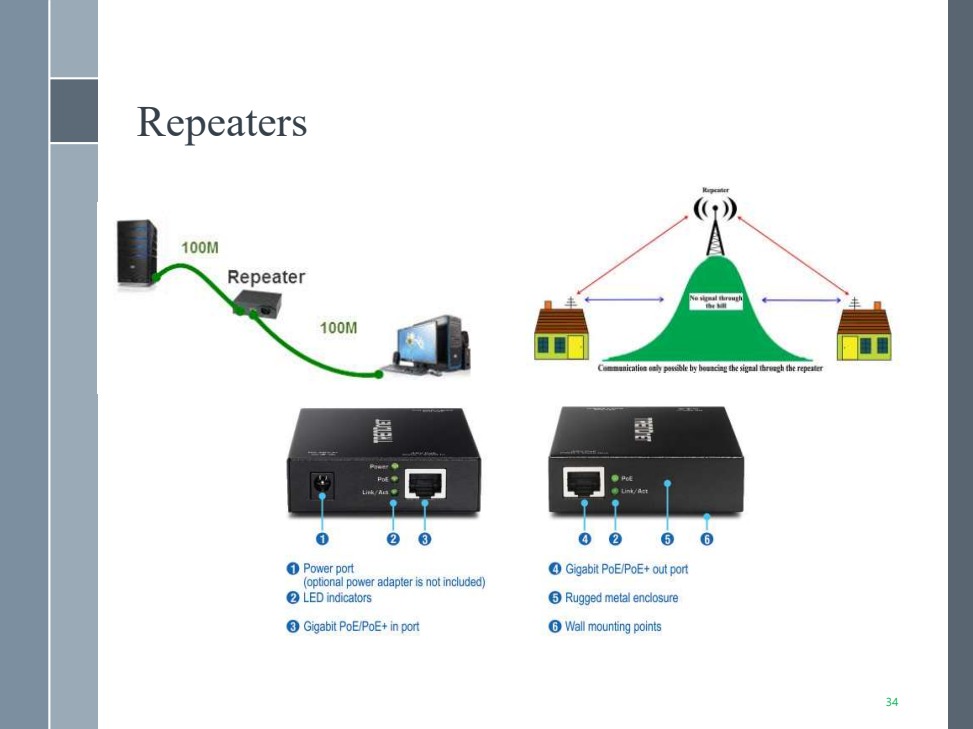 Repeaters
100M
Repeater
100M
Repeater
No signal through
the hill
Communication only possible by bouncing the signal through the repeater
TRENDNET
Power
PoE
Link/Act
TRENDNET
PoE
Link/Act
1 2 3
4 2 5 6
1 Power port
(optional power adapter is not included)
2 LED indicators
3 Gigabit PoE/PoE+ in port
4 Gigabit PoE/PoE+ out port
5 Rugged metal enclosure
6 Wall mounting points
34